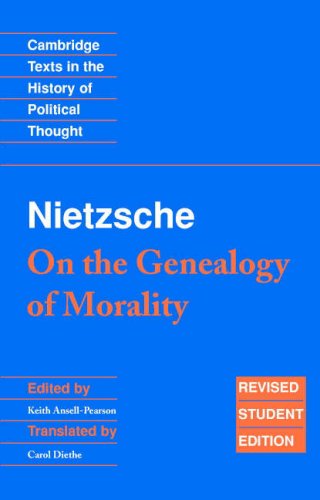 Cambridge
Texts in the
History of
Political
Thought
Nietzsche
On the Genealogy
of Morality
Edited by
Keith Ansell-Pearson
Translated by
Carol Diethe
REVISED
STUDENT
EDITION